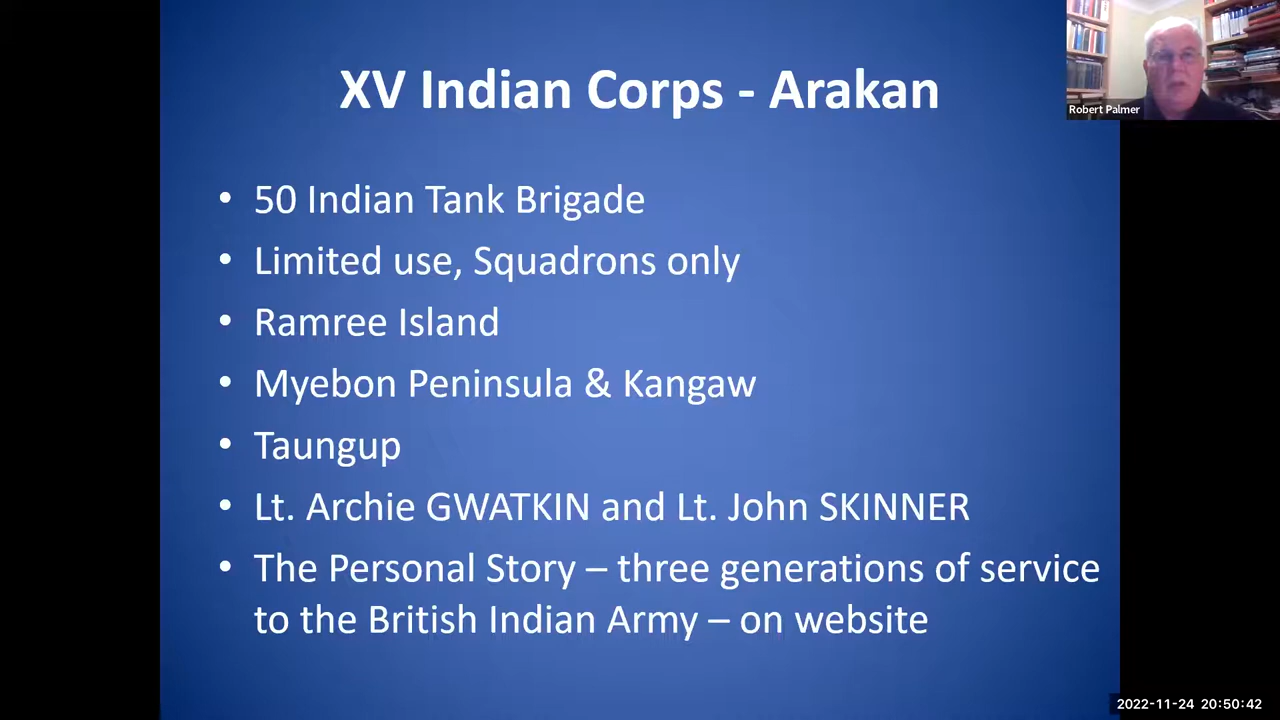 XV Indian Corps - Arakan
Robert Palmer
• 50 Indian Tank Brigade
• Limited use, Squadrons only
• Ramree Island
• Myebon Peninsula & Kangaw
• Taungup
• Lt. Archie GWATKIN and Lt. John SKINNER
• The Personal Story – three generations of service
to the British Indian Army – on website
2022-11-24 20:50:42